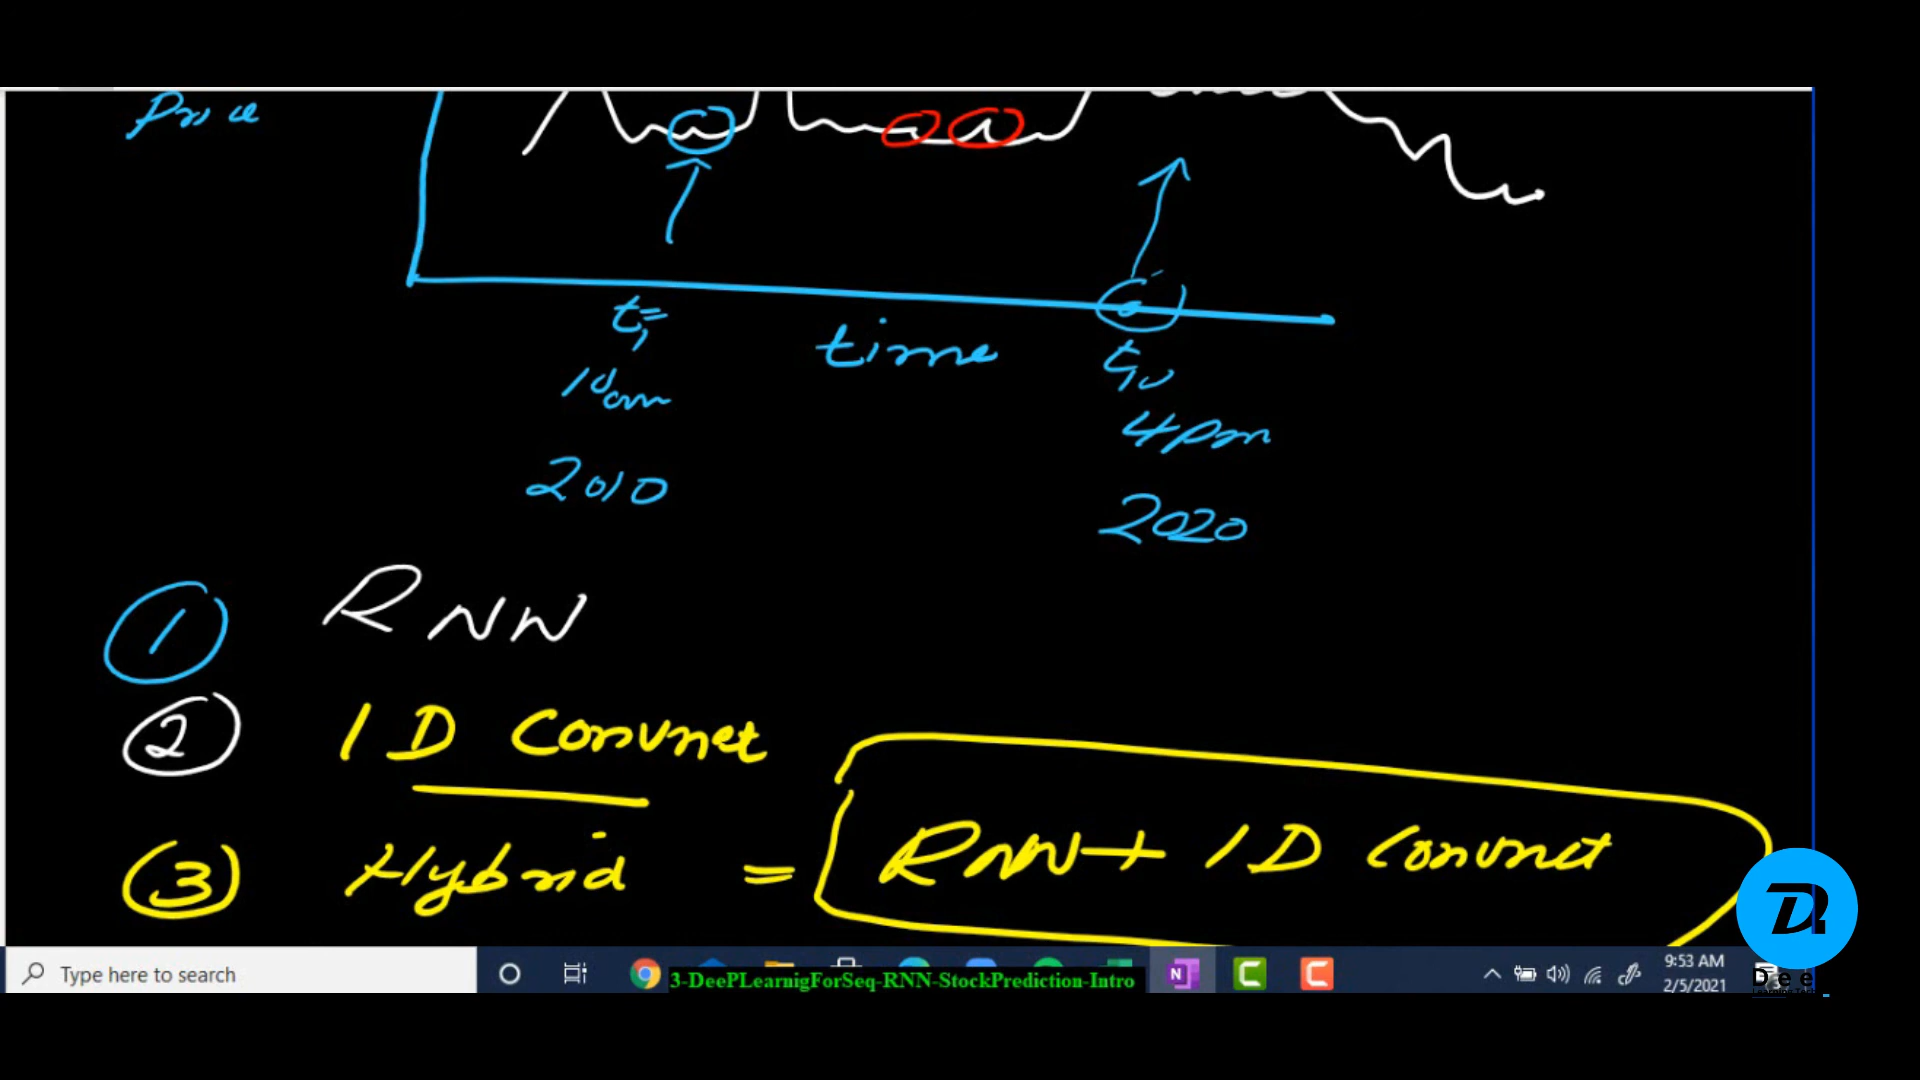 Price
t1=
time
t10
10am
4pm
2010
2020
1 RNN
2 1D Convnet
3 Hybrid = RNN + 1D Convnet
Type here to search
3-DeePLearnigForSeq-RNN-StockPrediction-Intro
9:53 AM
2/5/2021
Dee